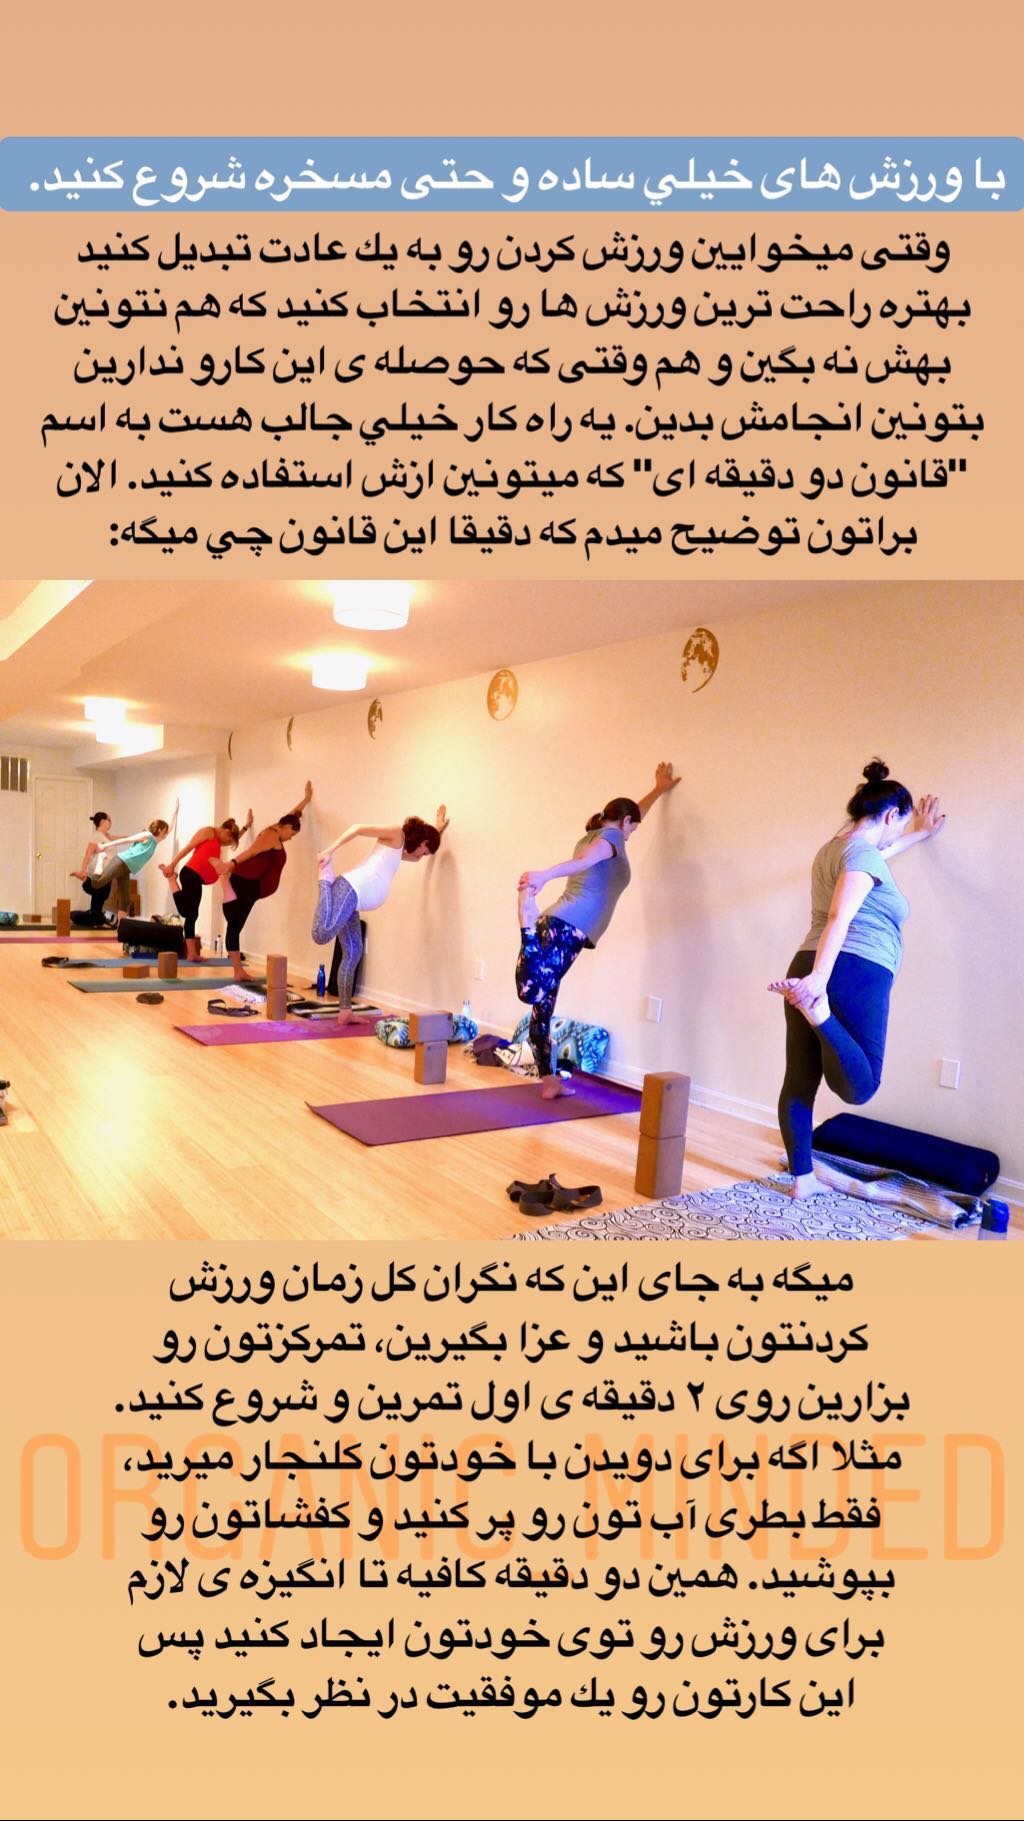 با ورزش های خیلي ساده و حتی مسخره شروع کنید.
وقتی میخوایین ورزش کردن رو به یك عادت تبدیل کنید
بهتره راحت ترین ورزش ها رو انتخاب کنید که هم نتونین
بهش نه بگین و هم وقتی که حوصله ی این کارو ندارین
بتونین انجامش بدین. یه راه کار خیلي جالب هست به اسم
"قانون دو دقیقه ای" که میتونین ازش استفاده کنید. الان
براتون توضیح میدم که دقیقا این قانون چي میگه:
میگه به جای این که نگران کل زمان ورزش
کردنتون باشید و عزا بگیرین، تمرکزتون رو
بزارین روی ۲ دقیقه ی اول تمرین و شروع کنید.
مثلا اگه برای دویدن با خودتون کلنجار میرید،
فقط بطری آب تون رو پر کنید و کفشاتون رو
بپوشید. همین دو دقیقه کافیه تا انگیزه ی لازم
برای ورزش رو توی خودتون ایجاد کنید پس
این کارتون رو یك موفقیت در نظر بگیرید.
ORGANIC MINDED